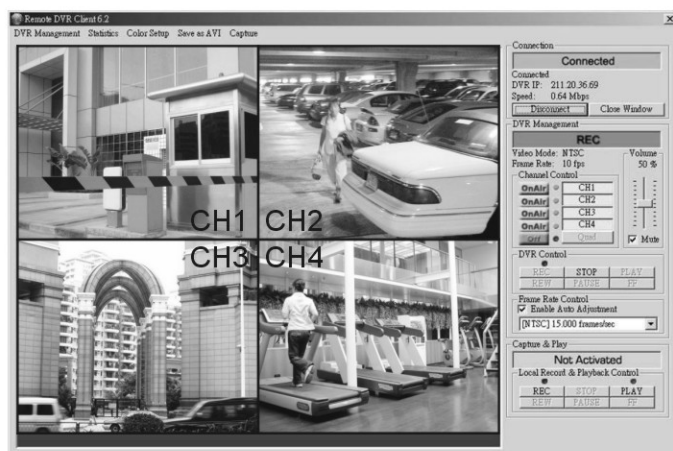 Remote DVR Client 6.2
DVR Management Statistics Color Setup Save as AVI Capture
CH1 CH2
CH3 CH4
Connection
Connected
Connected
DVR IP: 211.20.36.69
Speed: 0.64 Mbps
Disconnect Close Window
DVR Management
REC
Video Mode: NTSC
Frame Rate: 10 fps
Volume
50 %
Channel Control
OnAir CH1
OnAir CH2
OnAir CH3
OnAir CH4
Off Quad
Mute
DVR Control
REC STOP PLAY
REW PAUSE FF
Frame Rate Control
Enable Auto Adjustment
[NTSC] 15.000 frames/sec
Capture & Play
Not Activated
Local Record & Playback Control
REC STOP PLAY
REW PAUSE FF